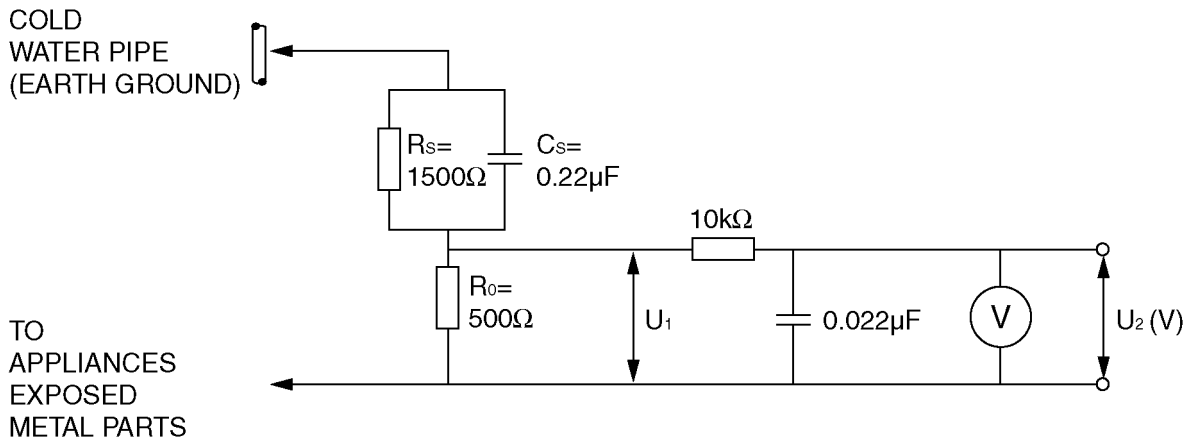 COLD
WATER PIPE
(EARTH GROUND)
RS=
1500Ω
CS=
0.22µF
10kΩ
R0=
500Ω
U1
0.022µF
V
U2 (V)
TO
APPLIANCES
EXPOSED
METAL PARTS